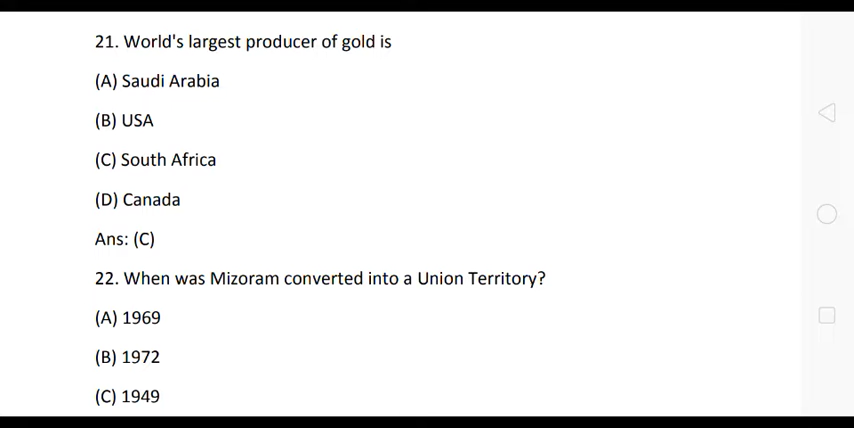 21. World's largest producer of gold is
(A) Saudi Arabia
(B) USA
(C) South Africa
(D) Canada
Ans: (C)
22. When was Mizoram converted into a Union Territory?
(A) 1969
(B) 1972
(C) 1949